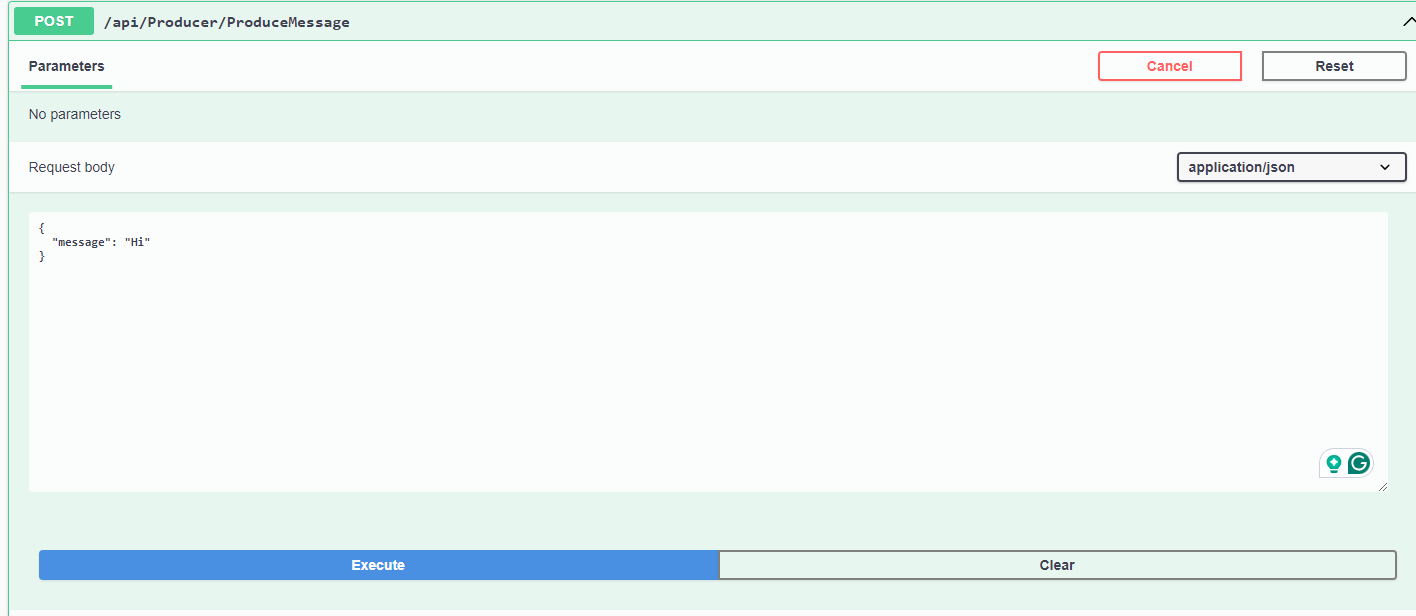 POST /api/Producer/ProduceMessage
Parameters Cancel Reset
No parameters
Request body application/json
{
  "message": "Hi"
}
Execute Clear